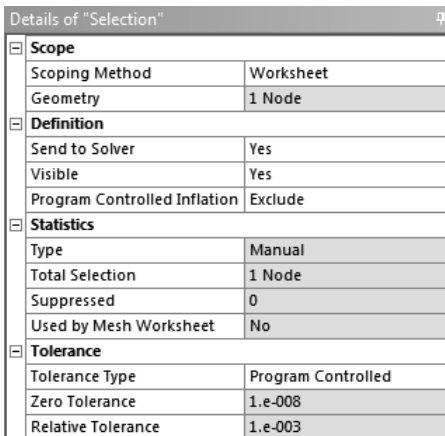 Details of "Selection"
Scope
Scoping Method Worksheet
Geometry 1 Node
Definition
Send to Solver Yes
Visible Yes
Program Controlled Inflation Exclude
Statistics
Type Manual
Total Selection 1 Node
Suppressed 0
Used by Mesh Worksheet No
Tolerance
Tolerance Type Program Controlled
Zero Tolerance 1.e-008
Relative Tolerance 1.e-003